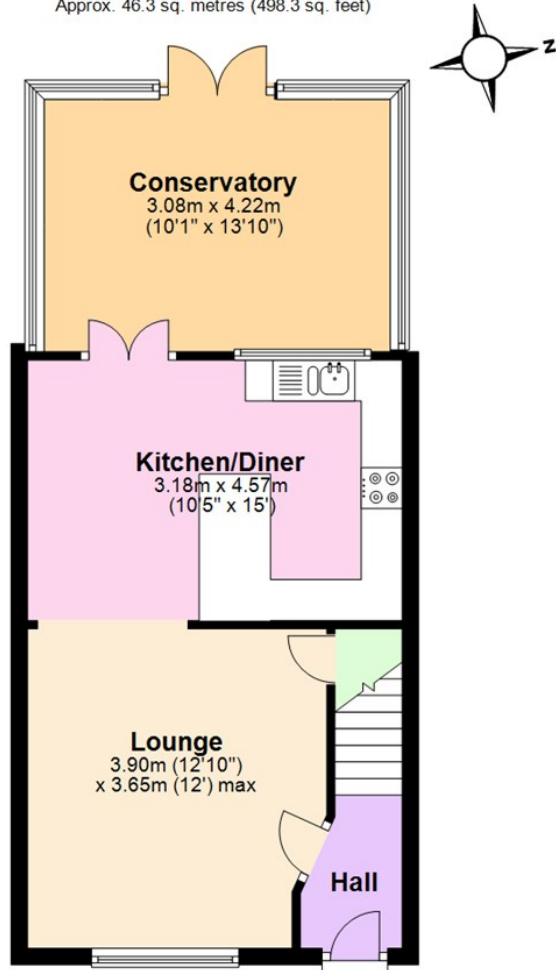 Approx. 46.3 sq. metres (498.3 sq. feet)
Z
Conservatory
3.08m x 4.22m
(10'1" x 13'10")
Kitchen/Diner
3.18m x 4.57m
(10'5" x 15')
Lounge
3.90m (12'10")
x 3.65m (12') max
Hall